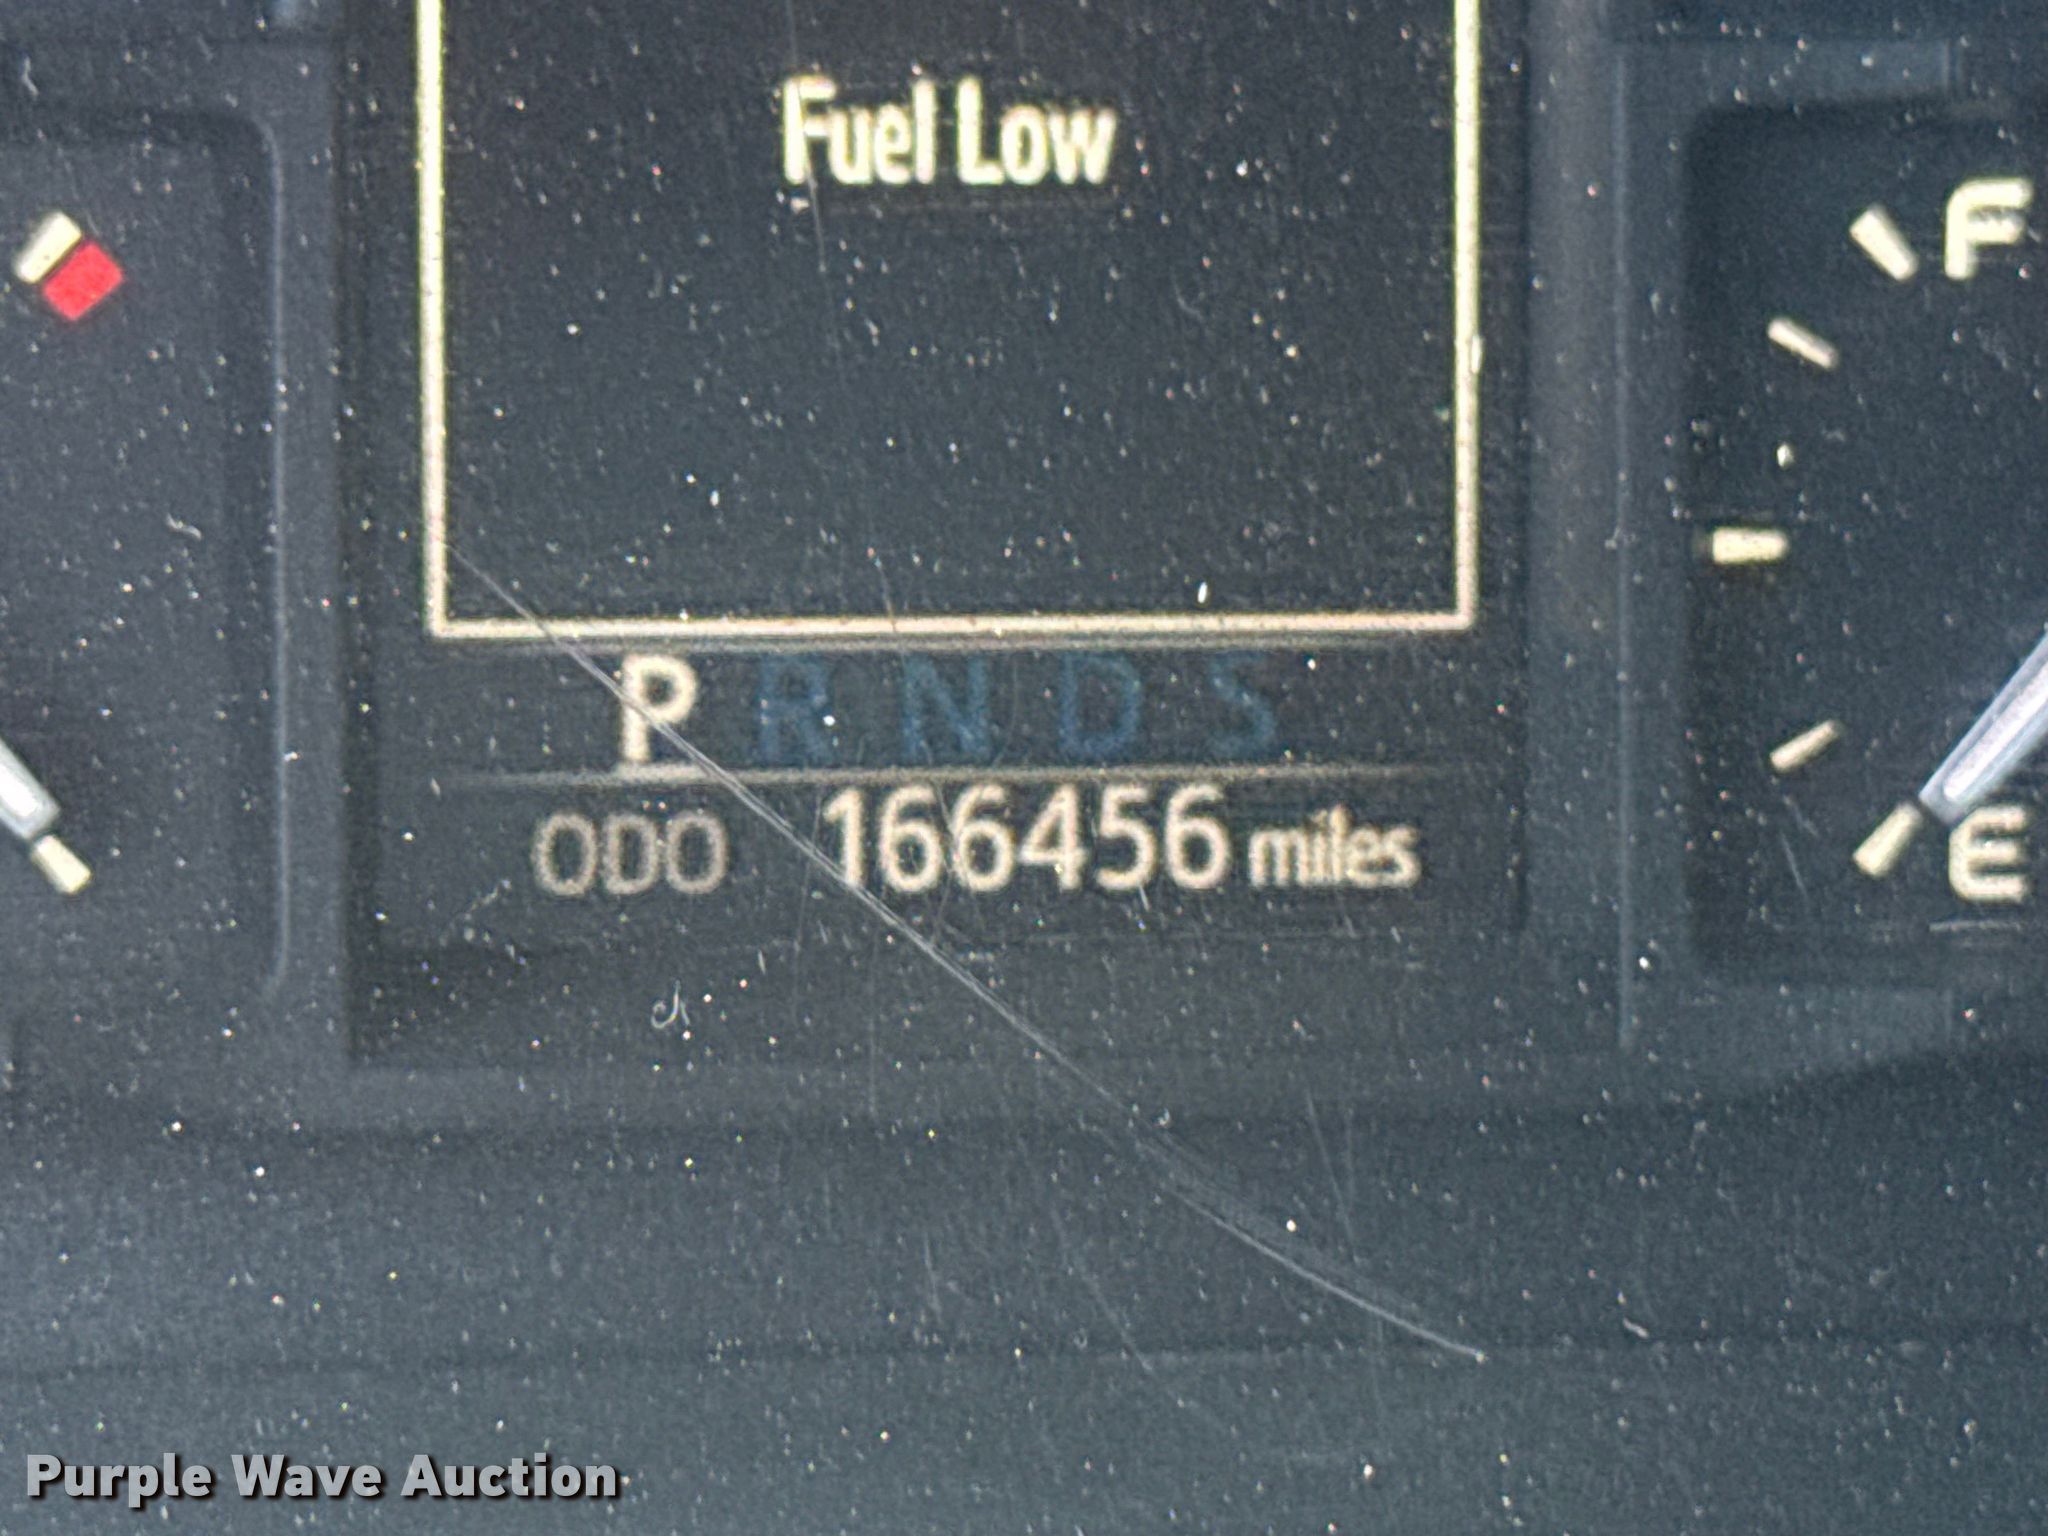 Fuel Low
F
P R N D S
ODO 166456 miles
E
Purple Wave Auction